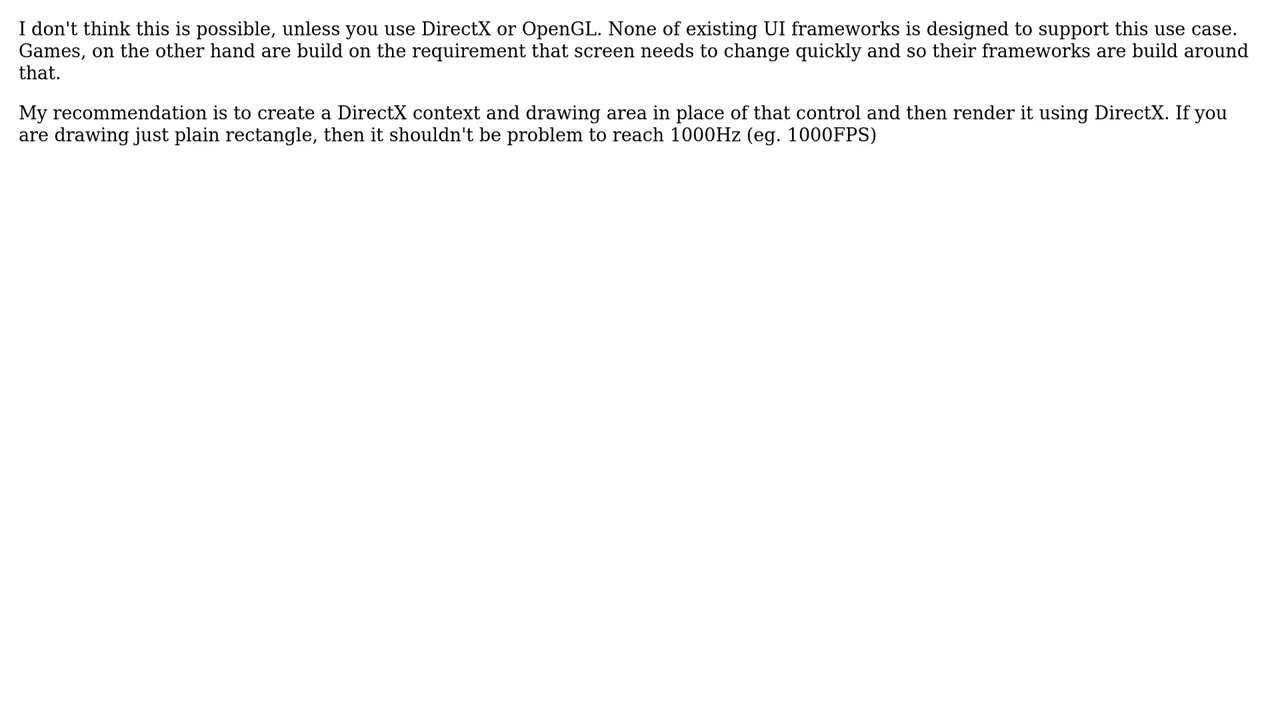 I don't think this is possible, unless you use DirectX or OpenGL. None of existing UI frameworks is designed to support this use case.
Games, on the other hand are build on the requirement that screen needs to change quickly and so their frameworks are build around
that.
My recommendation is to create a DirectX context and drawing area in place of that control and then render it using DirectX. If you
are drawing just plain rectangle, then it shouldn't be problem to reach 1000Hz (eg. 1000FPS)